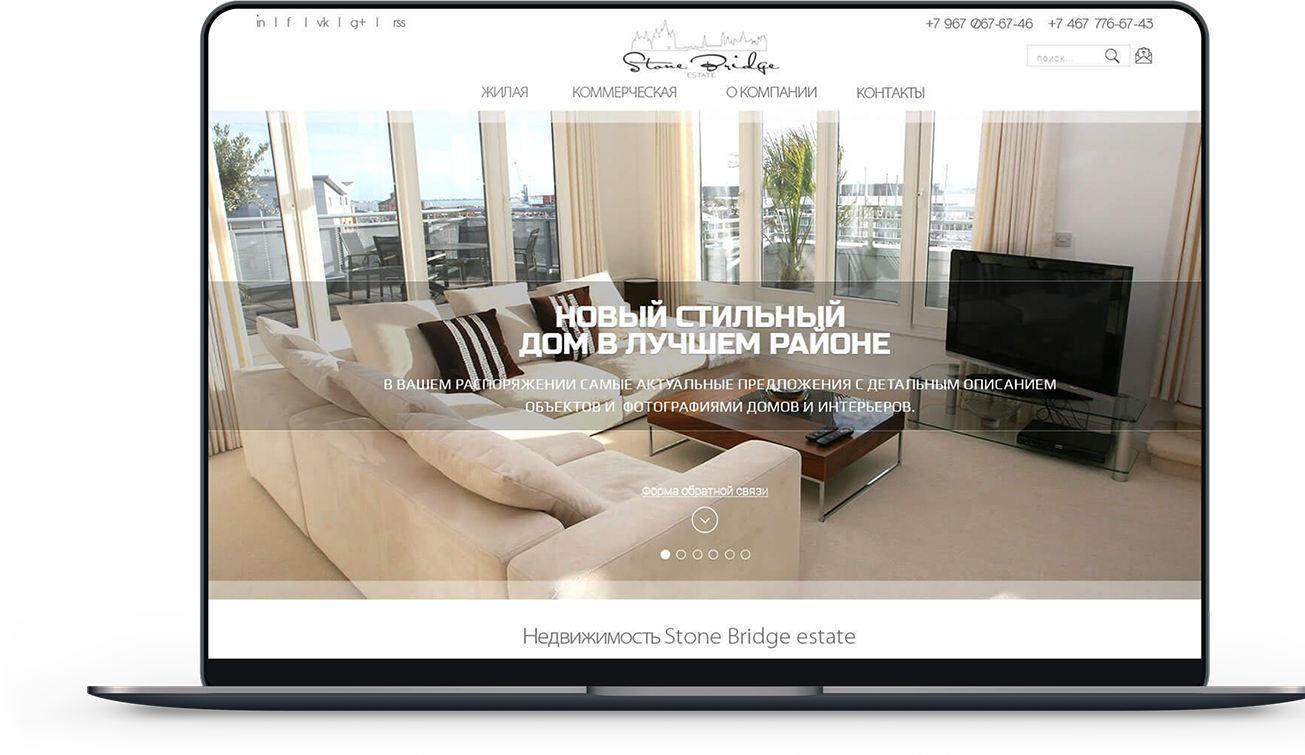 in | f | vk | g+ | rss
+7 967 067-67-46 +7 467 776-67-43
Stone Bridge
ESTATE
поиск...
ЖИЛАЯ КОММЕРЧЕСКАЯ О КОМПАНИИ КОНТАКТЫ
НОВЫЙ СТИЛЬНЫЙ
ДОМ В ЛУЧШЕМ РАЙОНЕ
В ВАШЕМ РАСПОРЯЖЕНИИ САМЫЕ АКТУАЛЬНЫЕ ПРЕДЛОЖЕНИЯ С ДЕТАЛЬНЫМ ОПИСАНИЕМ
ОБЪЕКТОВ И ФОТОГРАФИЯМИ ДОМОВ И ИНТЕРЬЕРОВ.
Форма обратной связи
Недвижимость Stone Bridge estate